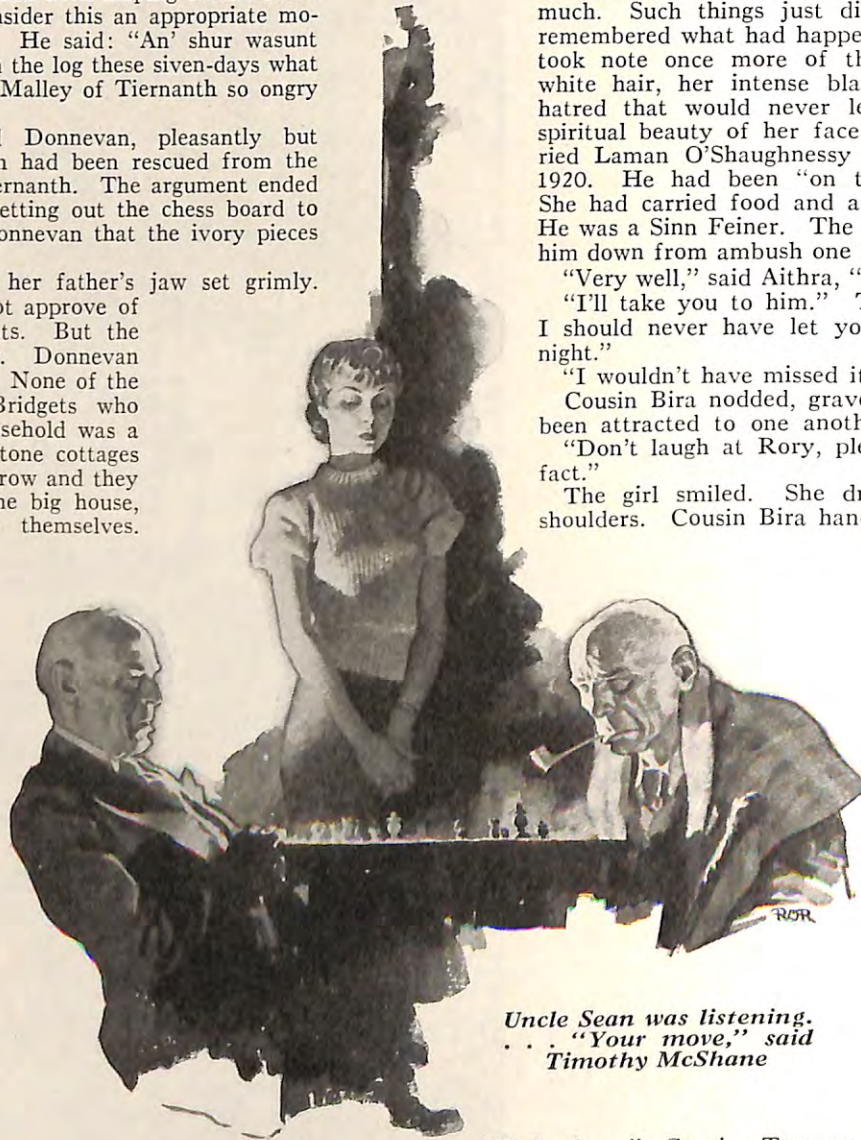 sider this an appropriate mo-
He said: "An' shur wasunt
the log these siven-days what
Malley of Tiernanth so ongry
Donnevan, pleasantly but
had been rescued from the
ernanth. The argument ended
etting out the chess board to
onnevan that the ivory pieces
her father's jaw set grimly.
ot approve of
ts. But the
. Donnevan
None of the
Bridgets who
sehold was a
tone cottages
row and they
ne big house,
themselves.
much. Such things just di
remembered what had happe
took note once more of th
white hair, her intense bla
hatred that would never le
spiritual beauty of her face
ried Laman O'Shaughnessy
1920. He had been "on t
She had carried food and a
He was a Sinn Feiner. The
him down from ambush one
"Very well," said Aithra, "
"I'll take you to him." T
I should never have let yo
night."
"I wouldn't have missed it
Cousin Bira nodded, grave
been attracted to one anoth
"Don't laugh at Rory, ple
fact."
The girl smiled. She dr
shoulders. Cousin Bira han
ROR
Uncle Sean was listening.
. . . "Your move," said
Timothy McShane